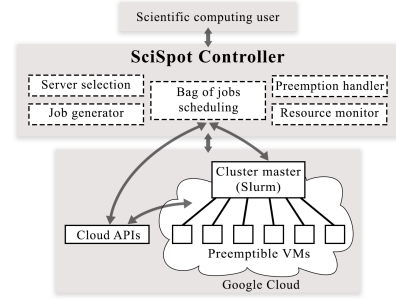 Scientific computing user
SciSpot Controller
Server selection
Job generator
Bag of jobs
scheduling
Preemption handler
Resource monitor
Cluster master
(Slurm)
Cloud APIs
Preemptible VMs
Google Cloud